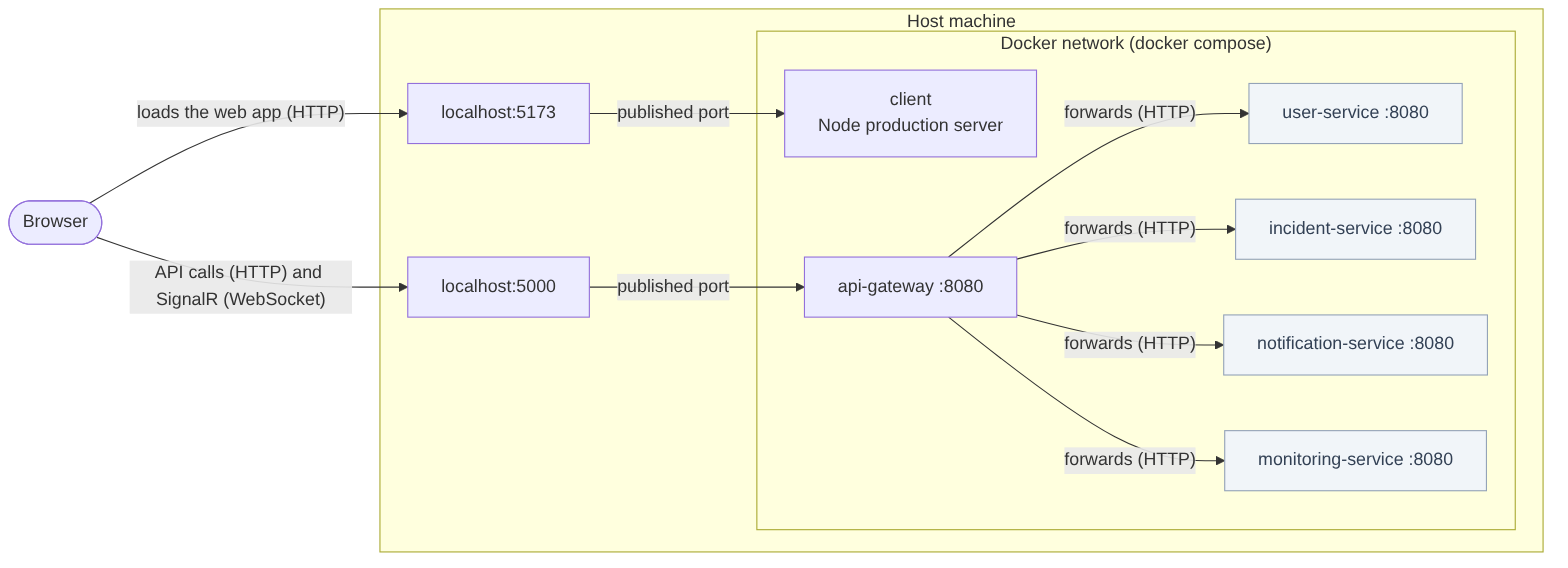 Host machine
Docker network (docker compose)
Browser
loads the web app (HTTP)
localhost:5173
published port
client
Node production server
API calls (HTTP) and
SignalR (WebSocket)
localhost:5000
published port
api-gateway :8080
forwards (HTTP)
user-service :8080
forwards (HTTP)
incident-service :8080
forwards (HTTP)
notification-service :8080
forwards (HTTP)
monitoring-service :8080